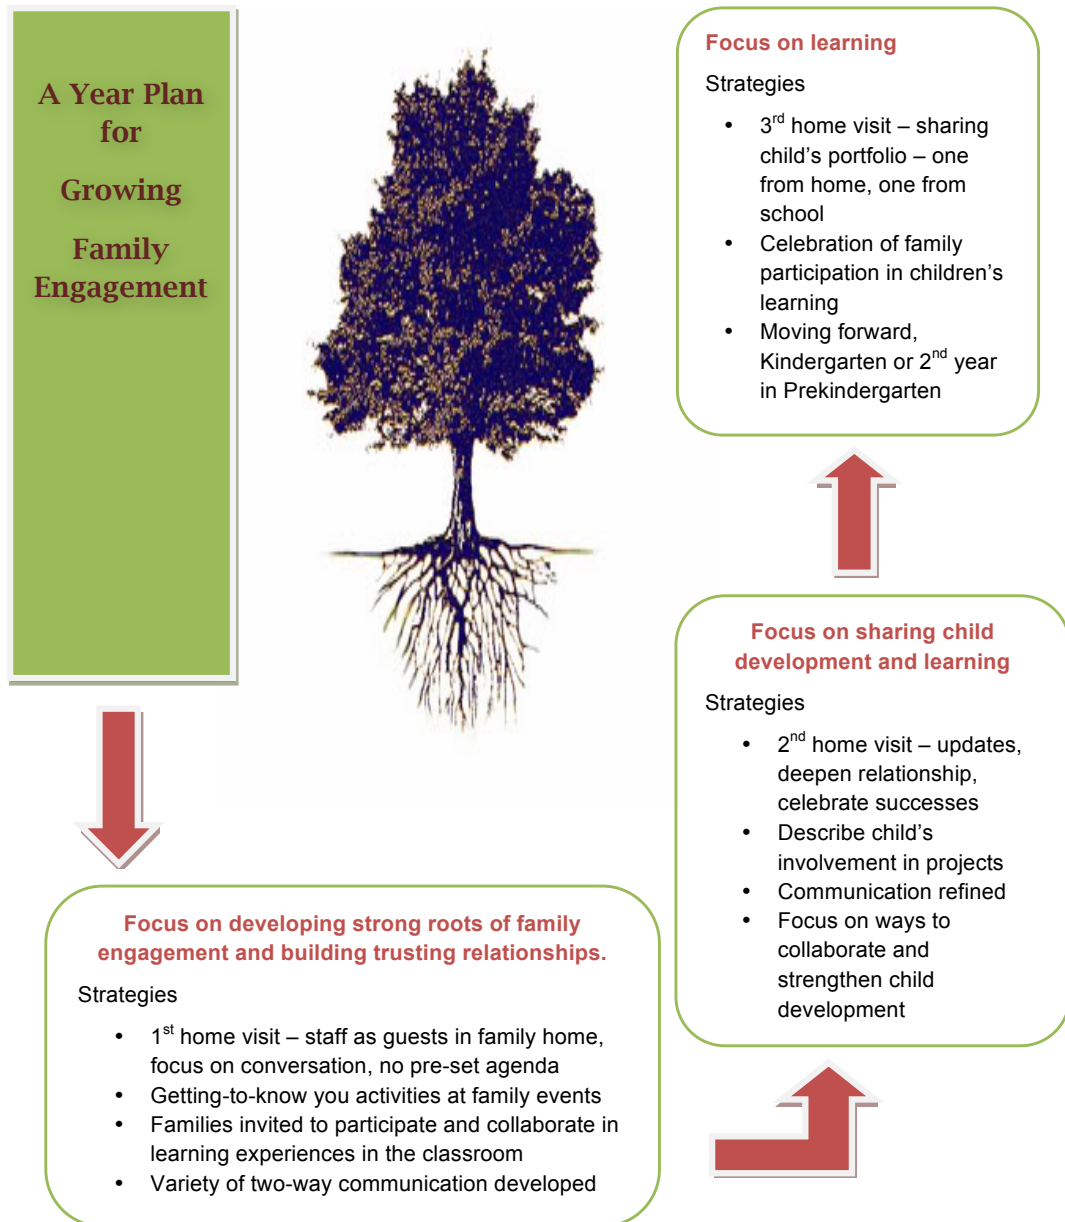 A Year Plan
for
Growing
Family
Engagement
Focus on developing strong roots of family
engagement and building trusting relationships.
Strategies
• 1st home visit – staff as guests in family home,
focus on conversation, no pre-set agenda
• Getting-to-know you activities at family events
• Families invited to participate and collaborate in
learning experiences in the classroom
• Variety of two-way communication developed
Focus on sharing child
development and learning
Strategies
• 2nd home visit – updates,
deepen relationship,
celebrate successes
• Describe child’s
involvement in projects
• Communication refined
• Focus on ways to
collaborate and
strengthen child
development
Focus on learning
Strategies
• 3rd home visit – sharing
child’s portfolio – one
from home, one from
school
• Celebration of family
participation in children’s
learning
• Moving forward,
Kindergarten or 2nd year
in Prekindergarten